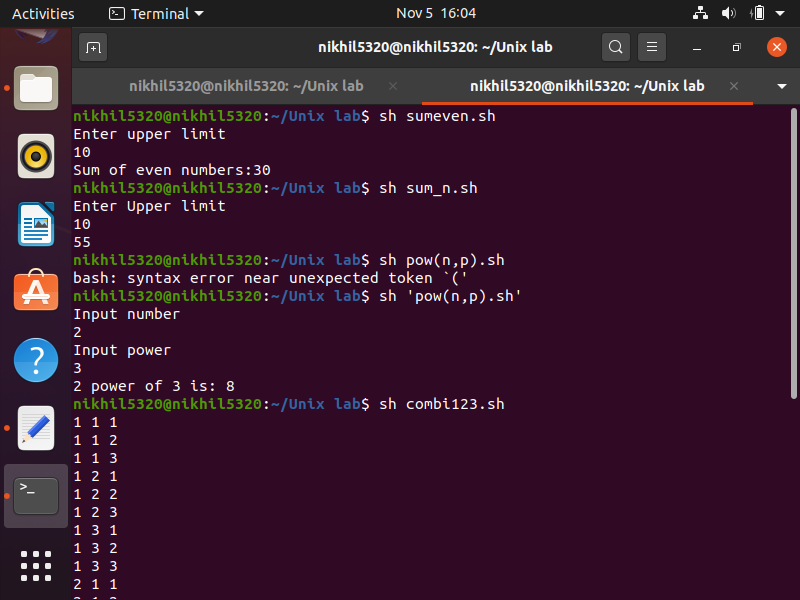 Activities Terminal Nov 5 16:04
nikhil5320@nikhil5320: ~/Unix lab
nikhil5320@nikhil5320: ~/Unix lab × nikhil5320@nikhil5320: ~/Unix lab ×
nikhil5320@nikhil5320:~/Unix lab$ sh sumeven.sh
Enter upper limit
10
Sum of even numbers:30
nikhil5320@nikhil5320:~/Unix lab$ sh sum_n.sh
Enter Upper limit
10
55
nikhil5320@nikhil5320:~/Unix lab$ sh pow(n,p).sh
bash: syntax error near unexpected token `('
nikhil5320@nikhil5320:~/Unix lab$ sh 'pow(n,p).sh'
Input number
2
Input power
3
2 power of 3 is: 8
nikhil5320@nikhil5320:~/Unix lab$ sh combi123.sh
1 1 1
1 1 2
1 1 3
1 2 1
1 2 2
1 2 3
1 3 1
1 3 2
1 3 3
2 1 1